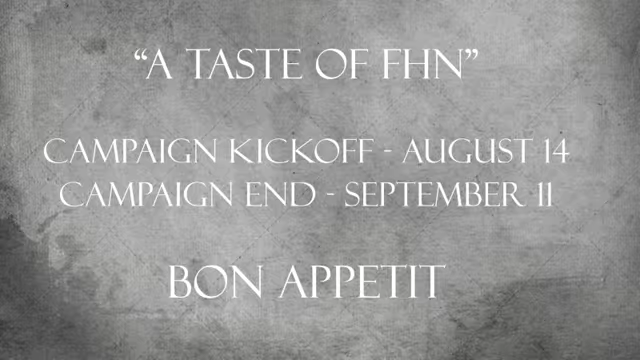 “A TASTE OF FHN”
CAMPAIGN KICKOFF - AUGUST 14
CAMPAIGN END - SEPTEMBER 11
BON APPETIT